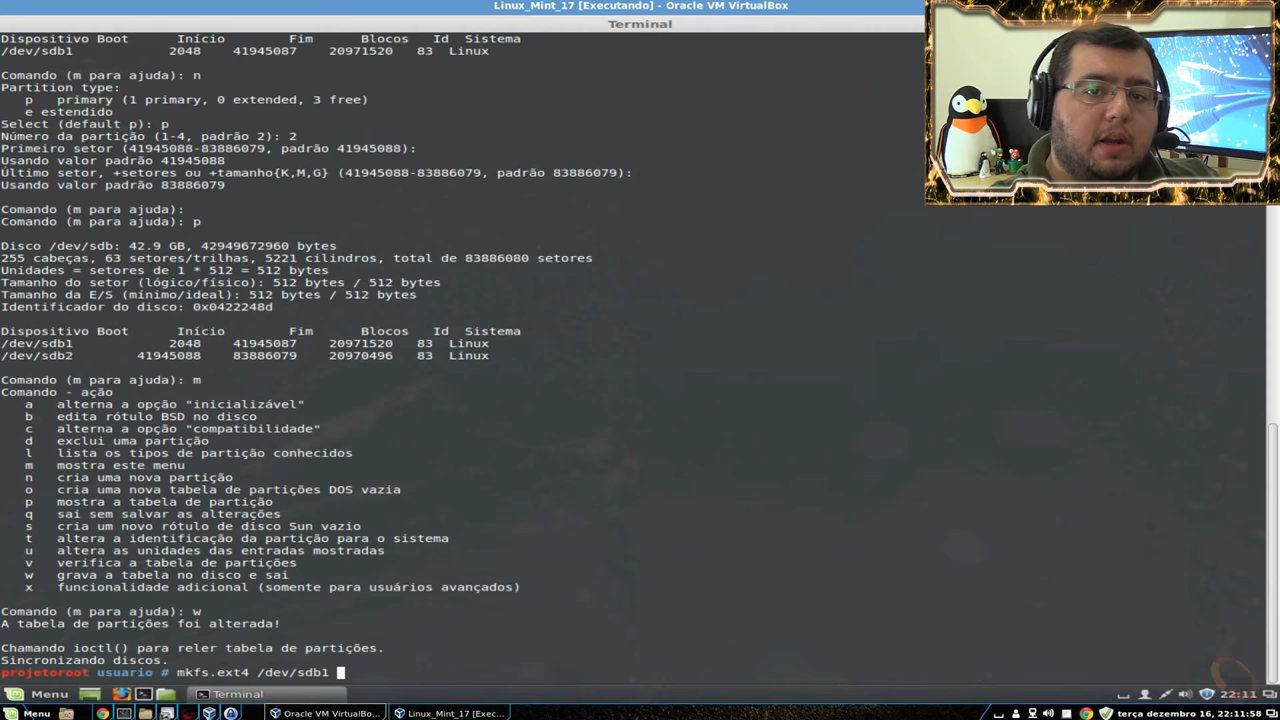 Linux_Mint_17 [Executando] - Oracle VM VirtualBox
Terminal
Dispositivo Boot      Início         Fim      Blocos   Id  Sistema
/dev/sdb1            2048    41945087    20971520   83  Linux
Comando (m para ajuda): n
Partition type:
p   primary (1 primary, 0 extended, 3 free)
e estendido
Select (default p): p
Número da partição (1-4, padrão 2): 2
Primeiro setor (41945088-83886079, padrão 41945088):
Usando valor padrão 41945088
Último setor, +setores ou +tamanho{K,M,G} (41945088-83886079, padrão 83886079):
Usando valor padrão 83886079
Comando (m para ajuda):
Comando (m para ajuda): p
Disco /dev/sdb: 42.9 GB, 42949672960 bytes
255 cabeças, 63 setores/trilhas, 5221 cilindros, total de 83886080 setores
Unidades = setores de 1 * 512 = 512 bytes
Tamanho do setor (lógico/físico): 512 bytes / 512 bytes
Tamanho da E/S (mínimo/ideal): 512 bytes / 512 bytes
Identificador do disco: 0x0422248d
Dispositivo Boot      Início         Fim      Blocos   Id  Sistema
/dev/sdb1            2048    41945087    20971520   83  Linux
/dev/sdb2        41945088    83886079    20970496   83  Linux
Comando (m para ajuda): m
Comando - ação
a   alterna a opção "inicializável"
b   edita rótulo BSD no disco
c   alterna a opção "compatibilidade"
d   exclui uma partição
l   lista os tipos de partição conhecidos
m   mostra este menu
n   cria uma nova partição
o   cria uma nova tabela de partições DOS vazia
p   mostra a tabela de partição
q   sai sem salvar as alterações
s   cria um novo rótulo de disco Sun vazio
t   altera a identificação da partição para o sistema
u   altera as unidades das entradas mostradas
v   verifica a tabela de partições
w   grava a tabela no disco e sai
x   funcionalidade adicional (somente para usuários avançados)
Comando (m para ajuda): w
A tabela de partições foi alterada!
Chamando ioctl() para reler tabela de partições.
Sincronizando discos.
projetoroot usuario # mkfs.ext4 /dev/sdb1
Menu Terminal 22:11
Menu Oracle VM VirtualBo... Linux_Mint_17 [Exec... terça dezembro 16, 22:11:58